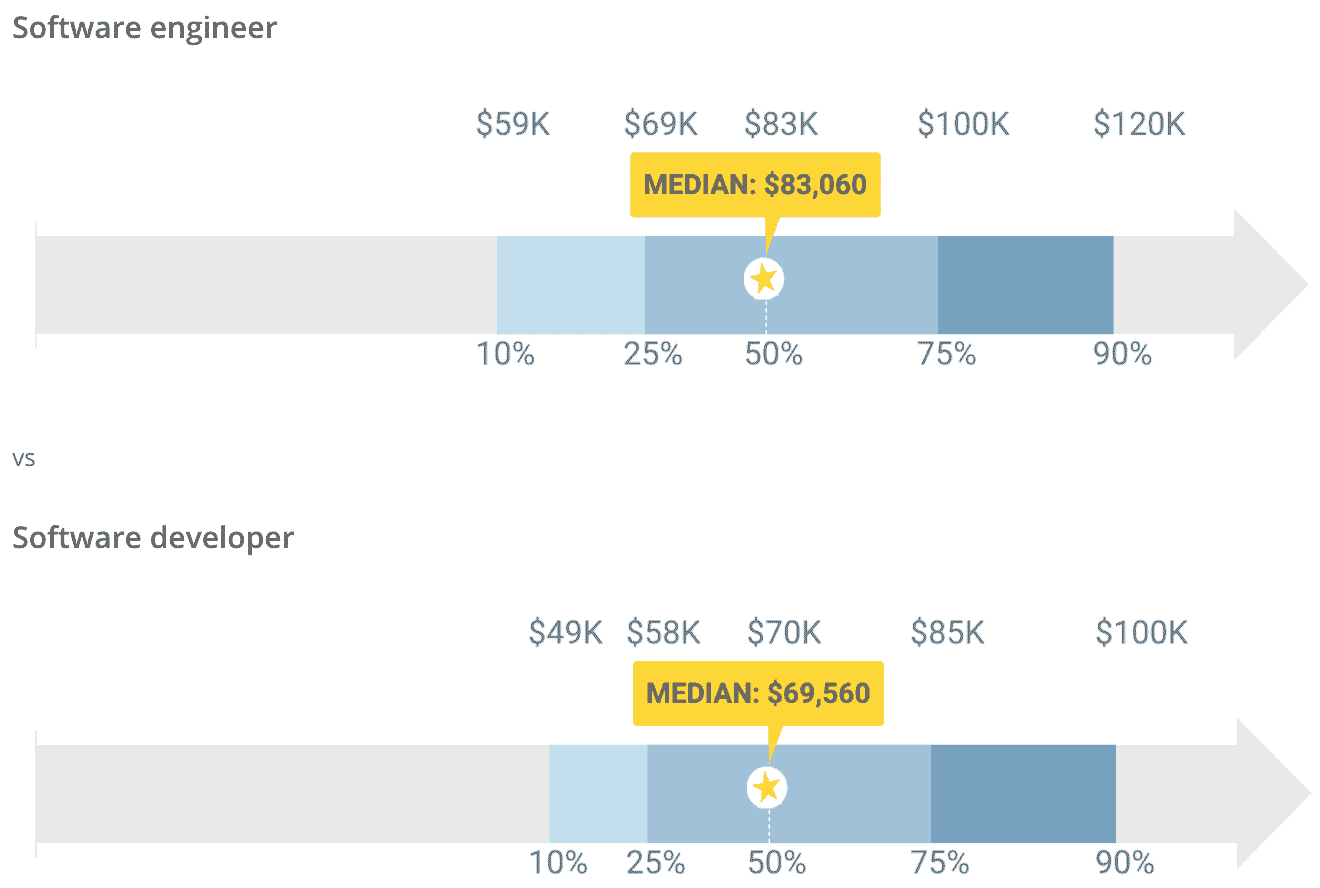 Software engineer
$59K $69K $83K $100K $120K
MEDIAN: $83,060
10% 25% 50% 75% 90%
vs
Software developer
$49K $58K $70K $85K $100K
MEDIAN: $69,560
10% 25% 50% 75% 90%